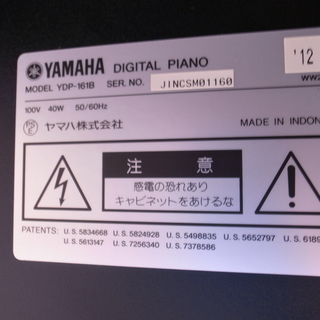 YAMAHA DIGITAL PIANO
MODEL YDP-161B SER. NO. JINCSM01160
'12
100V 40W 50/60Hz
ヤマハ株式会社
MADE IN INDON
注 意
感電の恐れあり
キャビネットをあけるな
PATENTS: U.S. 5834668 U.S. 5824928 U.S. 5498835 U.S. 5652797 U.S. 6189
U.S. 5613147 U.S. 7256340 U.S. 7378586